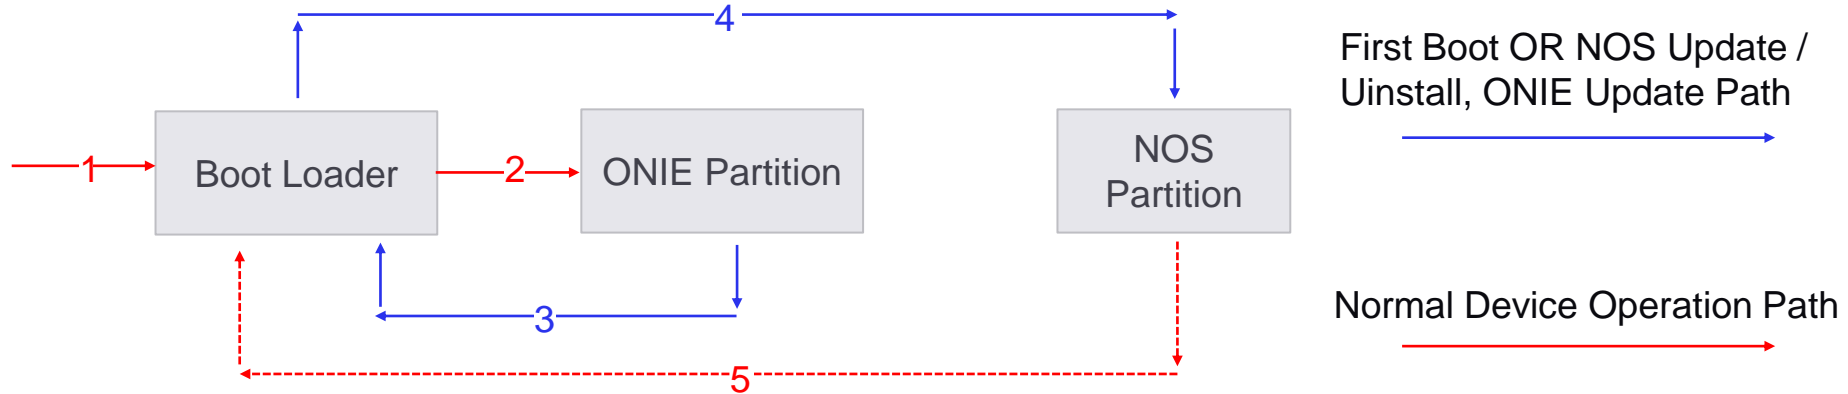 4
First Boot OR NOS Update /
Uinstall, ONIE Update Path
1
Boot Loader
2
ONIE Partition
NOS
Partition
3
Normal Device Operation Path
5